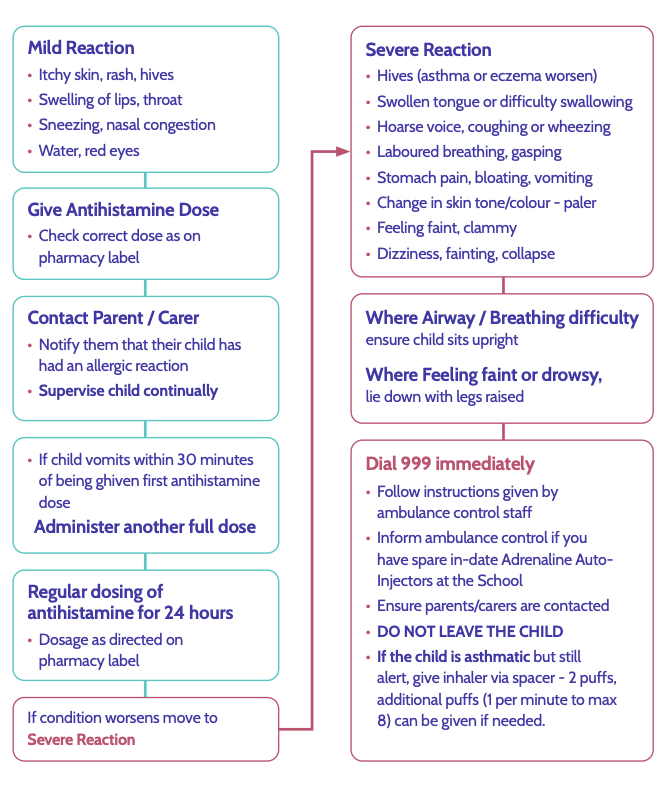 Mild Reaction
• Itchy skin, rash, hives
• Swelling of lips, throat
• Sneezing, nasal congestion
• Water, red eyes
Give Antihistamine Dose
• Check correct dose as on
pharmacy label
Contact Parent / Carer
• Notify them that their child has
had an allergic reaction
• Supervise child continually
• If child vomits within 30 minutes
of being ghiven first antihistamine
dose
Administer another full dose
Regular dosing of
antihistamine for 24 hours
• Dosage as directed on
pharmacy label
If condition worsens move to
Severe Reaction
Severe Reaction
• Hives (asthma or eczema worsen)
• Swollen tongue or difficulty swallowing
• Hoarse voice, coughing or wheezing
• Laboured breathing, gasping
• Stomach pain, bloating, vomiting
• Change in skin tone/colour - paler
• Feeling faint, clammy
• Dizziness, fainting, collapse
Where Airway / Breathing difficulty
ensure child sits upright
Where Feeling faint or drowsy,
lie down with legs raised
Dial 999 immediately
• Follow instructions given by
ambulance control staff
• Inform ambulance control if you
have spare in-date Adrenaline Auto-
Injectors at the School
• Ensure parents/carers are contacted
• DO NOT LEAVE THE CHILD
• If the child is asthmatic but still
alert, give inhaler via spacer - 2 puffs,
additional puffs (1 per minute to max
8) can be given if needed.